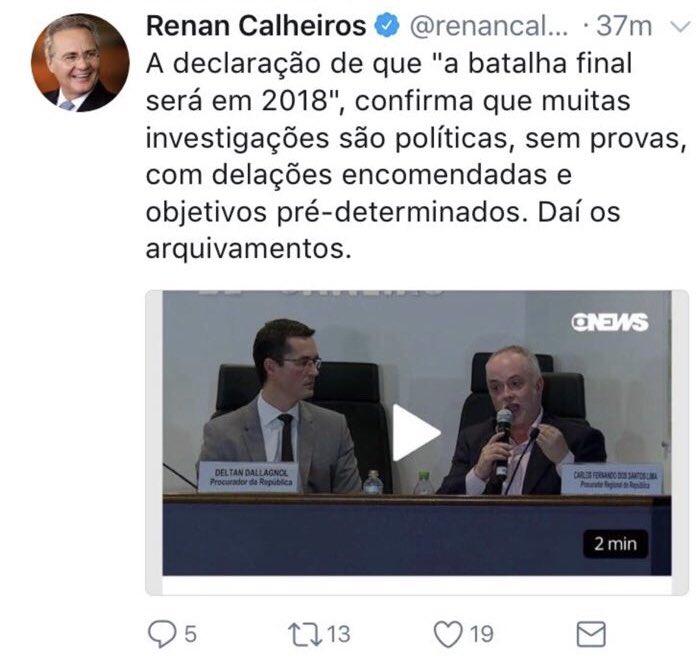 Renan Calheiros @renancal... · 37m
A declaração de que "a batalha final
será em 2018", confirma que muitas
investigações são políticas, sem provas,
com delações encomendadas e
objetivos pré-determinados. Daí os
arquivamentos.
GNEWS
DELTAN DALLAGNOL
Procurador da República
CARLOS FERNANDO DOS SANTOS LIMA
Procurador Regional da República
2 min
5 13 19